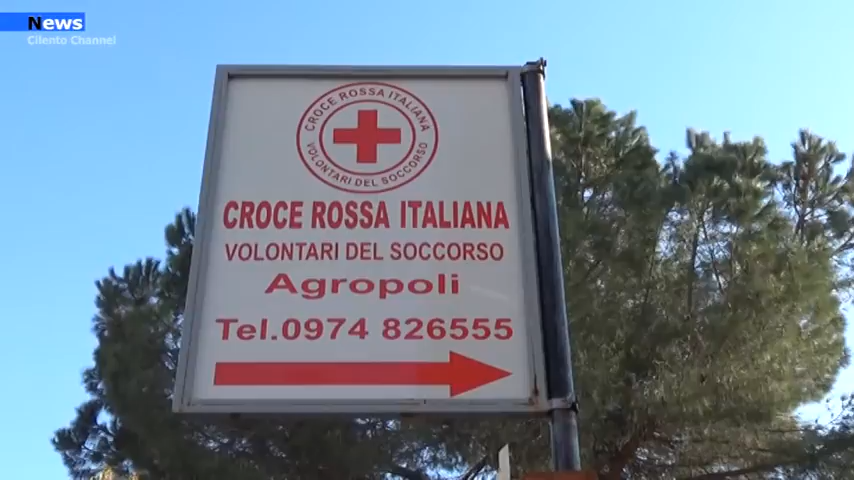 News
Cilento Channel
CROCE ROSSA ITALIANA
VOLONTARI DEL SOCCORSO
CROCE ROSSA ITALIANA
VOLONTARI DEL SOCCORSO
Agropoli
Tel.0974 826555